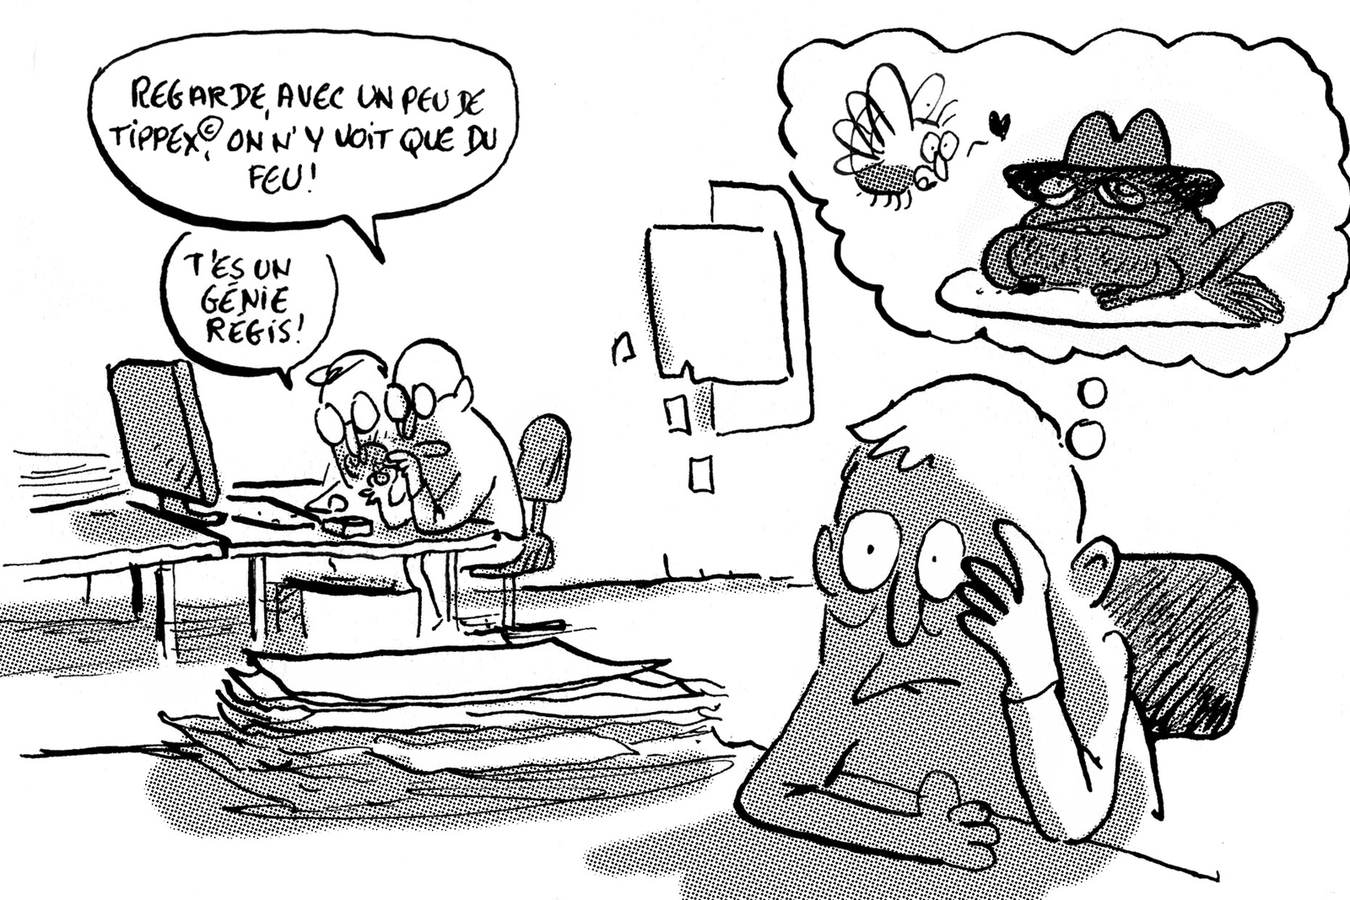 REGARDE, AVEC UN PEU DE
TIPPEX©, ON N'Y VOIT QUE DU
FEU!
T'ES UN
GÉNIE
RÉGIS!